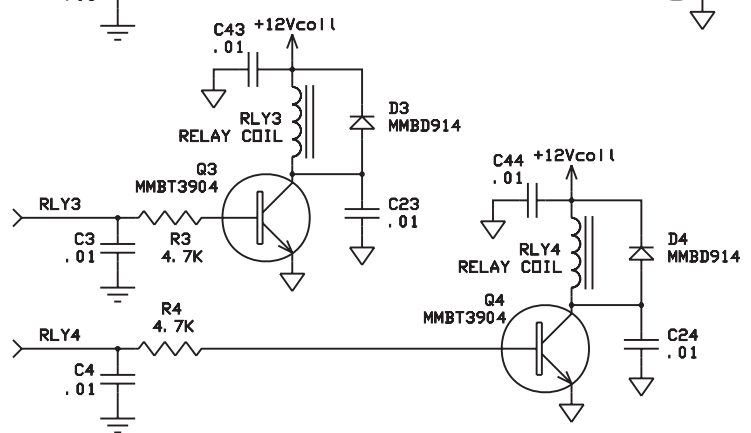 C43 +12Vcoil
.01
RLY3
RELAY COIL
D3
MMBD914
Q3
MMBT3904
C44 +12Vcoil
.01
RLY3
C23
.01
C3
.01
R3
4.7K
RLY4
RELAY COIL
D4
MMBD914
R4
4.7K
Q4
MMBT3904
RLY4
C24
.01
C4
.01